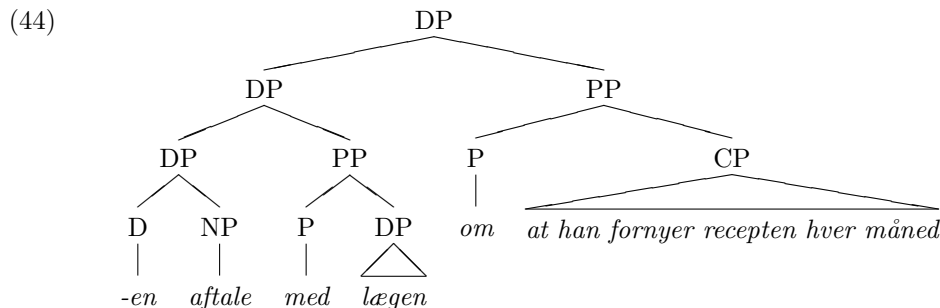 (44) DP
DP PP
DP PP P CP
D NP P DP om at han fornyer recepten hver måned
-en aftale med lægen